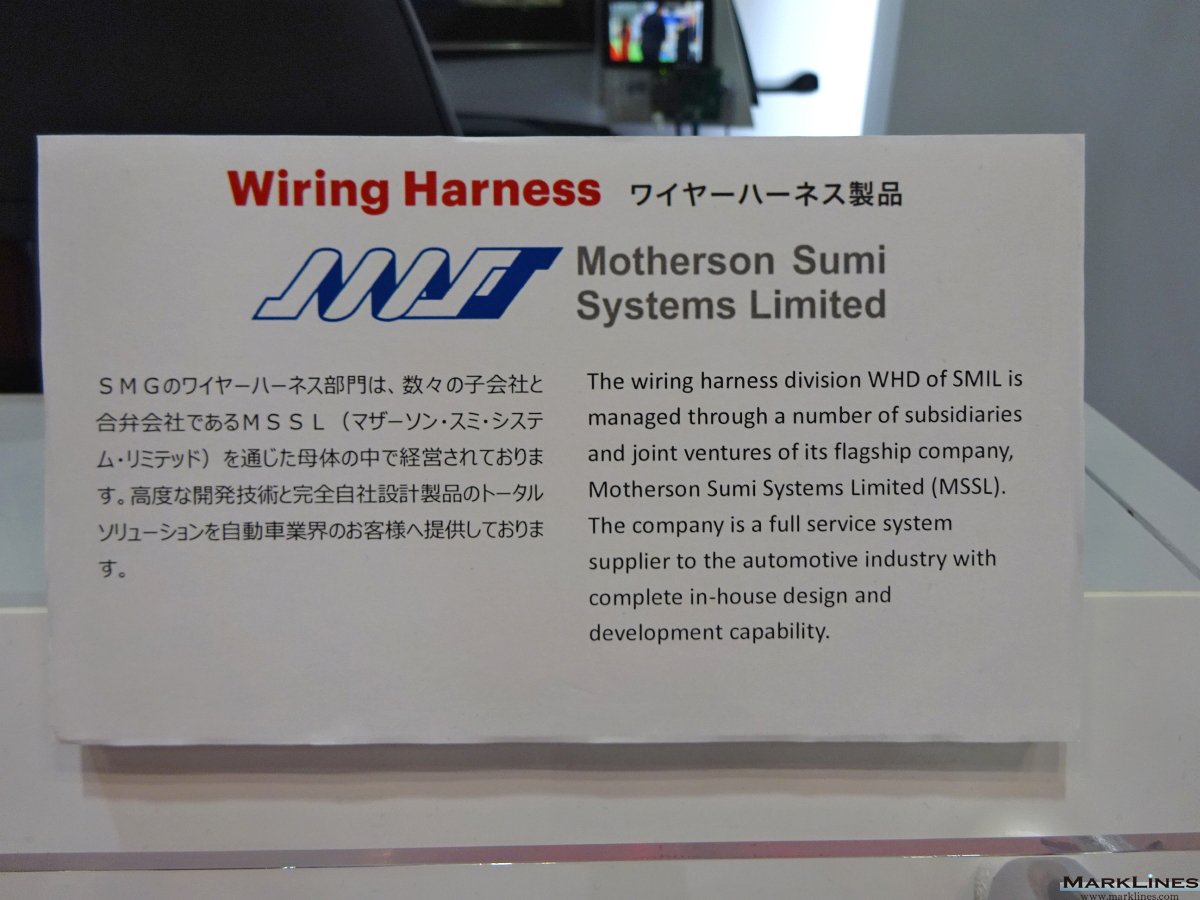 Wiring Harness ワイヤーハーネス製品
Motherson Sumi
Systems Limited
ＳＭＧのワイヤーハーネス部門は、数々の子会社と
合弁会社であるＭＳＳＬ（マザーソン・スミ・システ
ム・リミテッド）を通じた母体の中で経営されておりま
す。高度な開発技術と完全自社設計製品のトータル
ソリューションを自動車業界のお客様へ提供しておりま
す。
The wiring harness division WHD of SMIL is
managed through a number of subsidiaries
and joint ventures of its flagship company,
Motherson Sumi Systems Limited (MSSL).
The company is a full service system
supplier to the automotive industry with
complete in-house design and
development capability.
MARKLINES
www.marklines.com